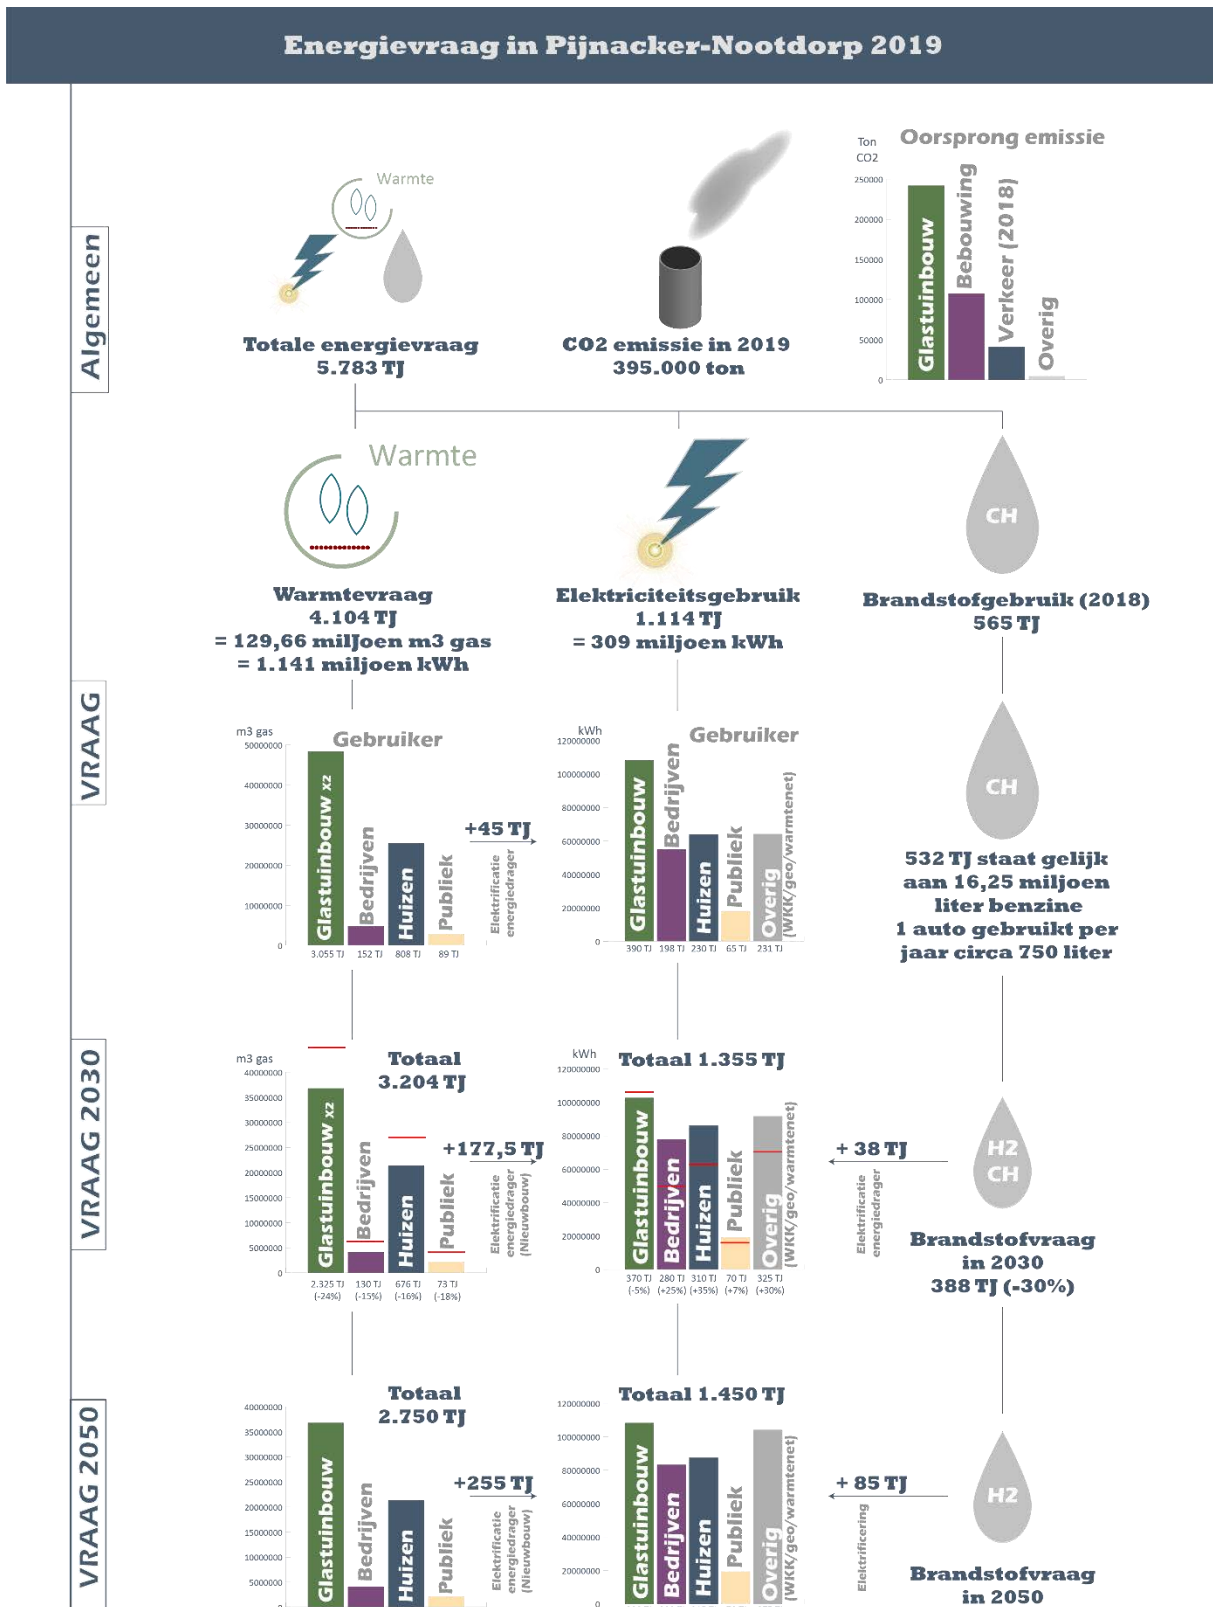 Energievraag in Pijnacker-Nootdorp 2019
Algemeen
Warmte
Totale energievraag
5.783 TJ
CO2 emissie in 2019
395.000 ton
Oorsprong emissie
Ton
CO2
250000
200000
150000
100000
50000
0
Glastuinbouw
Bebouwing
Verkeer (2018)
Overig
VRAAG
Warmte
Warmtevraag
4.104 TJ
= 129,66 milJoen m3 gas
= 1.141 miljoen kWh
Elektriciteitsgebruik
1.114 TJ
= 309 miljoen kWh
CH
Brandstofgebruik (2018)
565 TJ
m3 gas
Gebruiker
50000000
40000000
30000000
20000000
10000000
0
Glastuinbouw x2
Bedrijven
Huizen
Publiek
3.055 TJ
152 TJ
808 TJ
89 TJ
+45 TJ
Elektrificatie
energiedrager
kWh
Gebruiker
120000000
100000000
80000000
60000000
40000000
20000000
0
Glastuinbouw
Bedrijven
Huizen
Publiek
Overig
(WKK/geo/warmtenet)
390 TJ
198 TJ
230 TJ
65 TJ
231 TJ
CH
532 TJ staat gelijk
aan 16,25 miljoen
liter benzine
1 auto gebruikt per
jaar circa 750 liter
VRAAG 2030
m3 gas
Totaal
3.204 TJ
40000000
35000000
30000000
25000000
20000000
15000000
10000000
5000000
0
Glastuinbouw x2
Bedrijven
Huizen
Publiek
2.325 TJ
(-24%)
130 TJ
(-15%)
676 TJ
(-16%)
73 TJ
(-18%)
+177,5 TJ
Elektrificatie
energiedrager
(Nieuwbouw)
kWh
Totaal 1.355 TJ
120000000
100000000
80000000
60000000
40000000
20000000
0
Glastuinbouw
Bedrijven
Huizen
Publiek
Overig
(WKK/geo/warmtenet)
370 TJ
(-5%)
280 TJ
(+25%)
310 TJ
(+35%)
70 TJ
(+7%)
325 TJ
(+30%)
+ 38 TJ
Elektrificatie
energiedrager
H2
CH
Brandstofvraag
in 2030
388 TJ (-30%)
VRAAG 2050
Totaal
2.750 TJ
40000000
35000000
30000000
25000000
20000000
15000000
10000000
5000000
Glastuinbouw
Bedrijven
Huizen
Publiek
+255 TJ
Elektrificatie
energiedrager
(Nieuwbouw)
Totaal 1.450 TJ
120000000
100000000
80000000
60000000
40000000
20000000
0
Glastuinbouw
Bedrijven
Huizen
Publiek
Overig
(WKK/geo/warmtenet)
+ 85 TJ
Elektrificering
H2
Brandstofvraag
in 2050